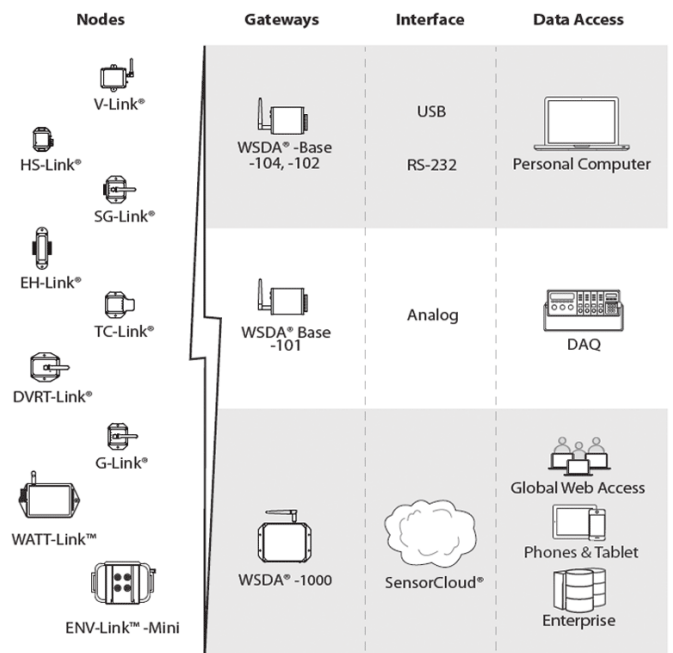 Nodes
Gateways
Interface
Data Access
V-Link®
HS-Link®
SG-Link®
EH-Link®
TC-Link®
DVRT-Link®
G-Link®
WATT-Link™
ENV-Link™ -Mini
WSDA® -Base
-104, -102
USB
RS-232
Personal Computer
WSDA® Base
-101
Analog
DAQ
WSDA® -1000
SensorCloud®
Global Web Access
Phones & Tablet
Enterprise